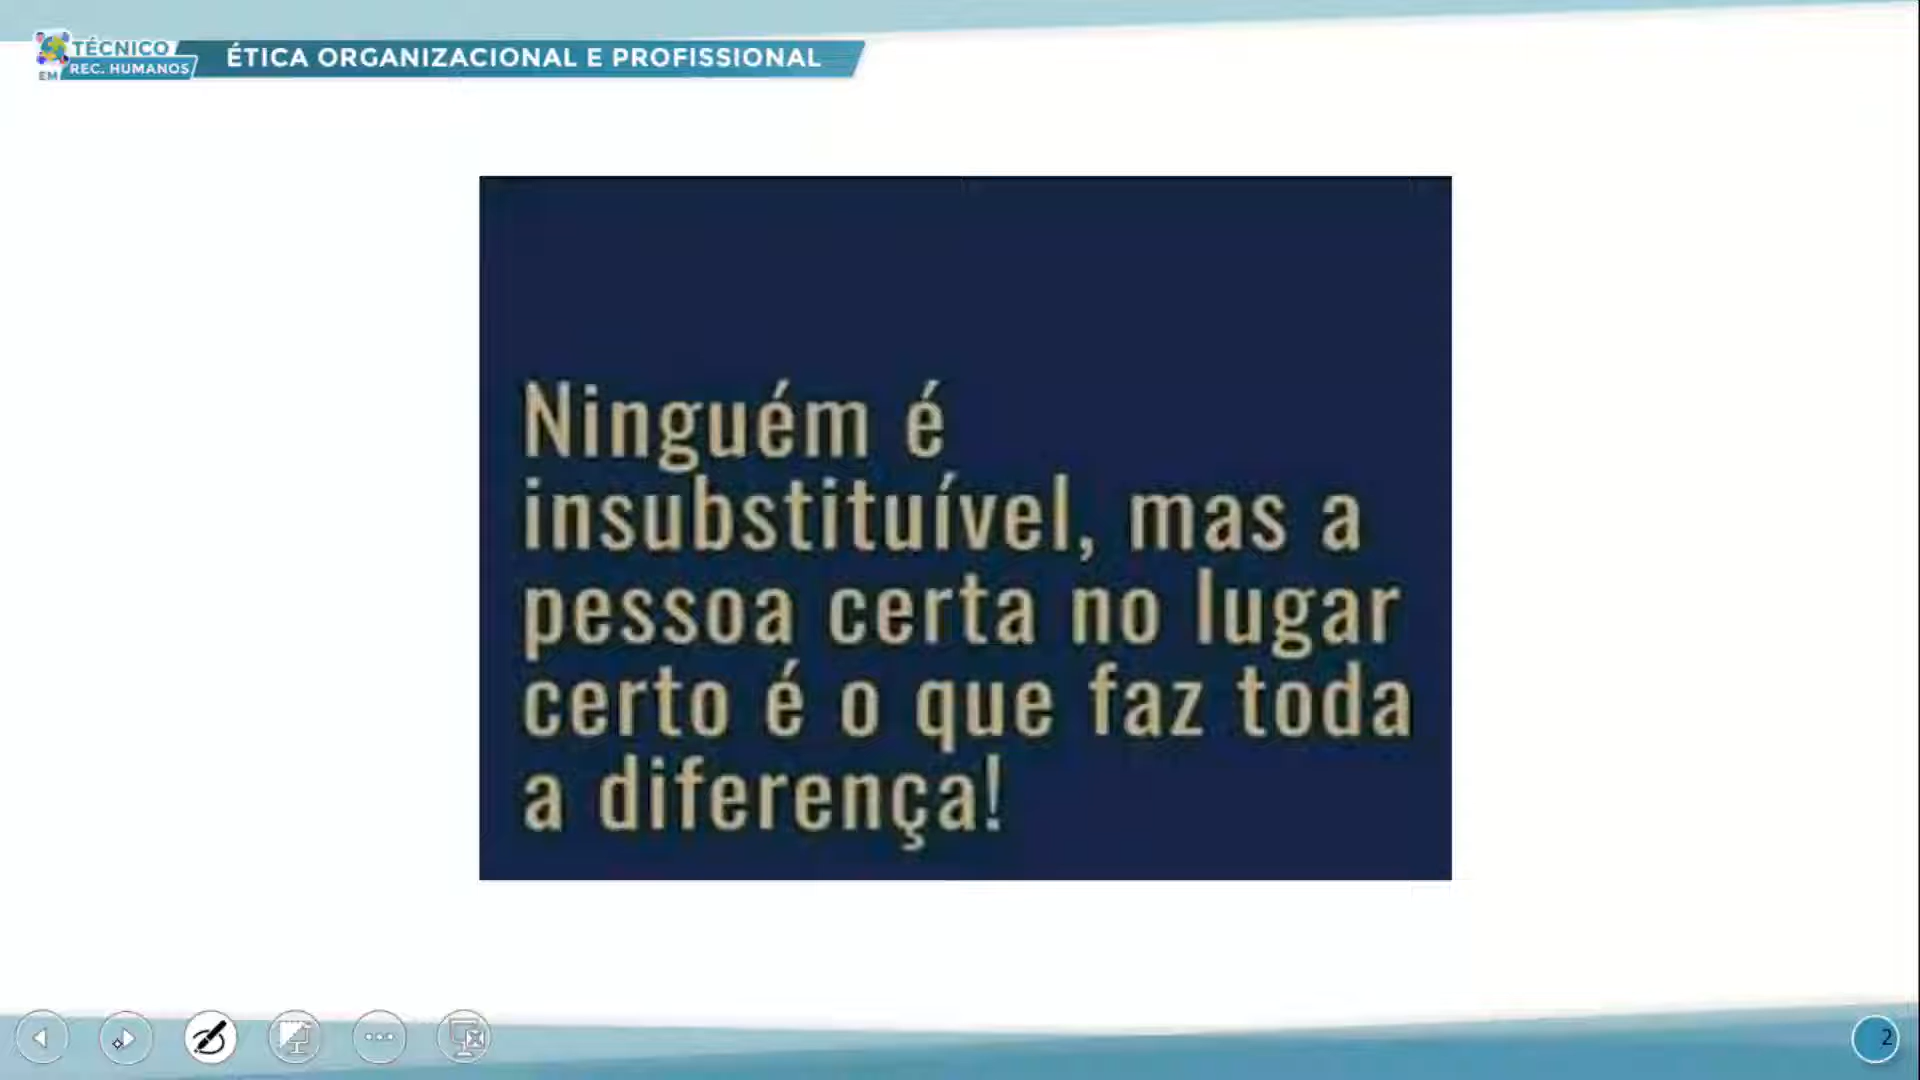 TÉCNICO
EM REC. HUMANOS
ÉTICA ORGANIZACIONAL E PROFISSIONAL
Ninguém é
insubstituível, mas a
pessoa certa no lugar
certo é o que faz toda
a diferença!
2